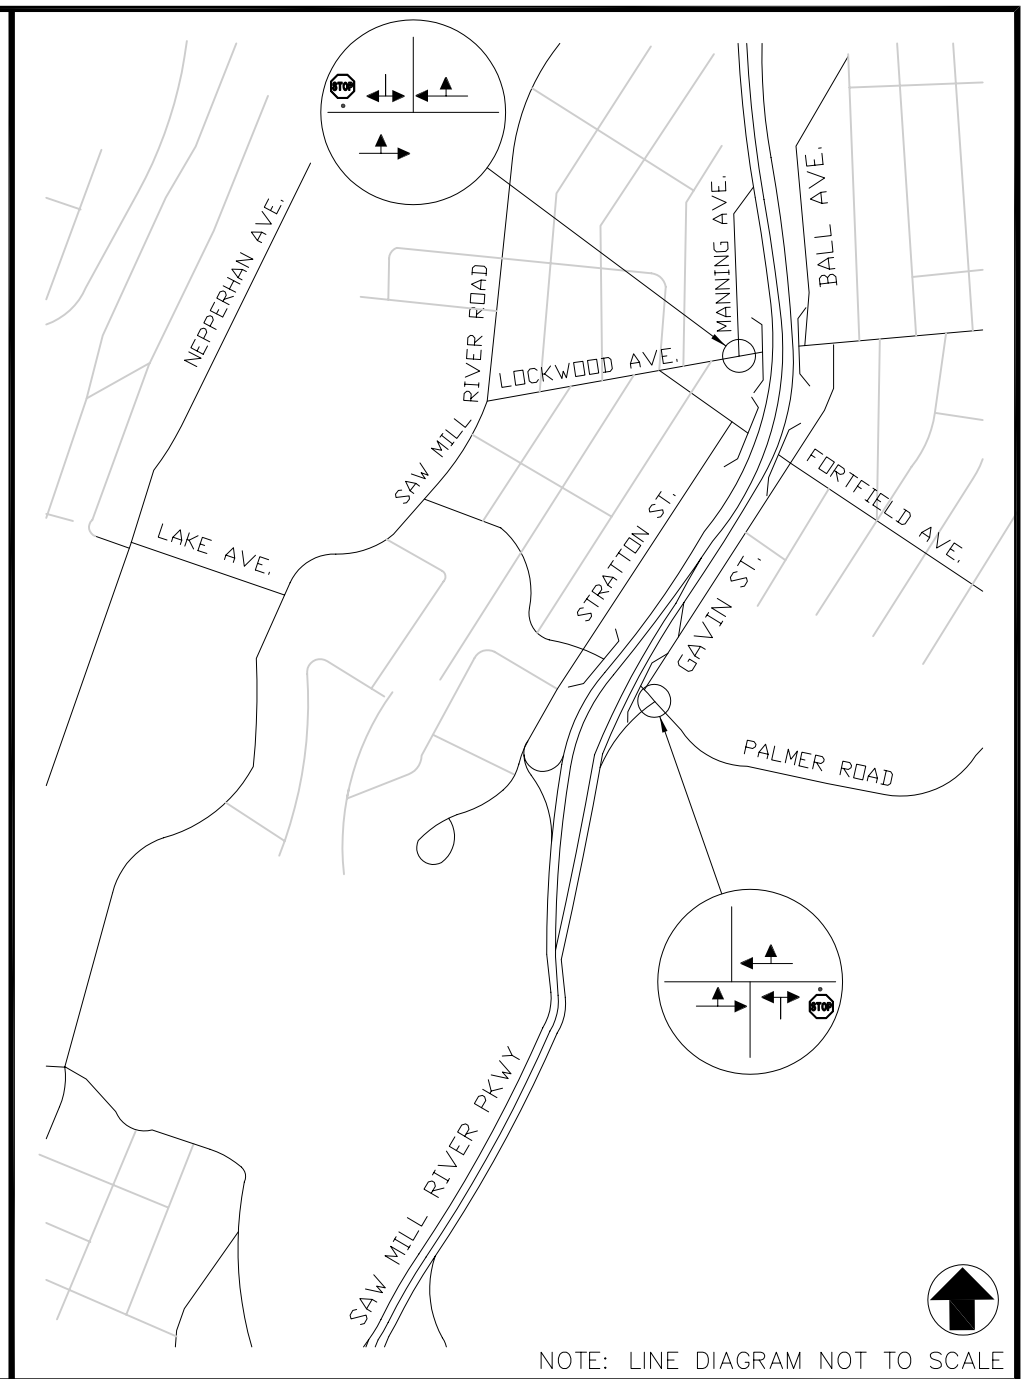 STOP
NEPPERHAN AVE.
SAW MILL RIVER ROAD
MANNING AVE.
BALL AVE.
LOCKWOOD AVE.
FORTFIELD AVE.
LAKE AVE.
STRATTON ST.
GAVIN ST.
PALMER ROAD
STOP
SAW MILL RIVER PKWY
NOTE: LINE DIAGRAM NOT TO SCALE